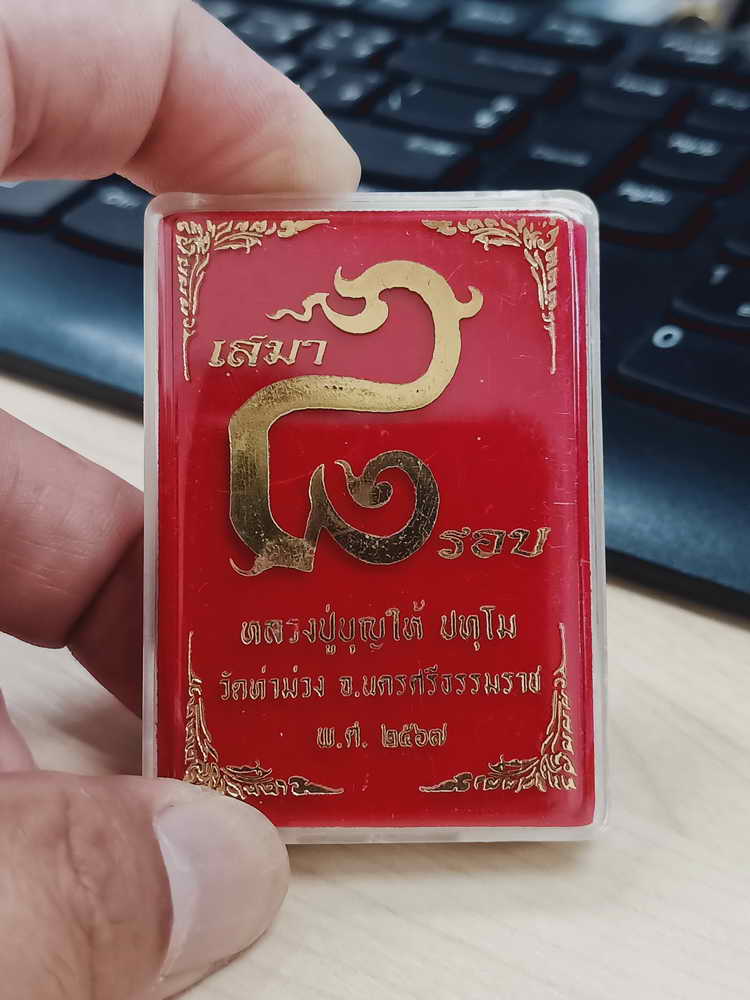 เสมา
๘
รอบ
หลวงปู่บุญให้ ปทุโม
วัดท่าม่วง จ.นครศรีธรรมราช
พ.ศ. ๒๕๖๗